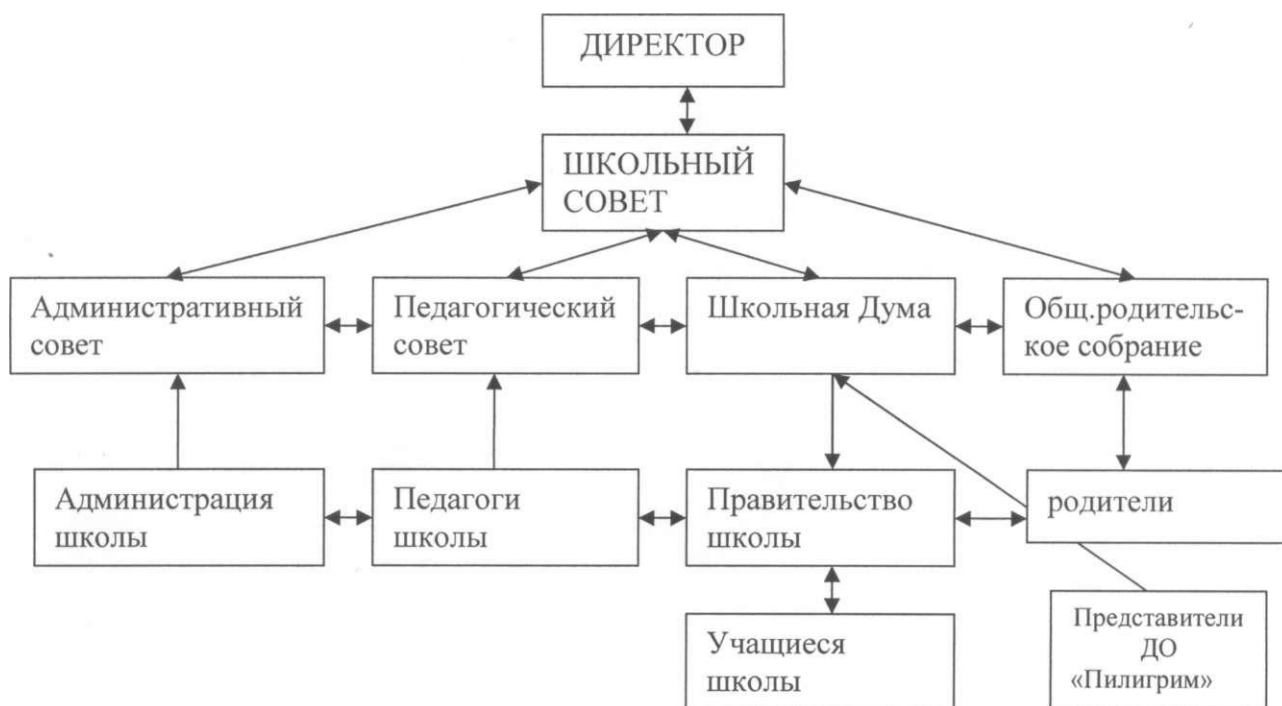 ДИРЕКТОР
ШКОЛЬНЫЙ
СОВЕТ
Административный
совет
Педагогический
совет
Школьная Дума
Общ.родительс-
кое собрание
Администрация
школы
Педагоги
школы
Правительство
школы
родители
Учащиеся
школы
Представители
ДО
«Пилигрим»